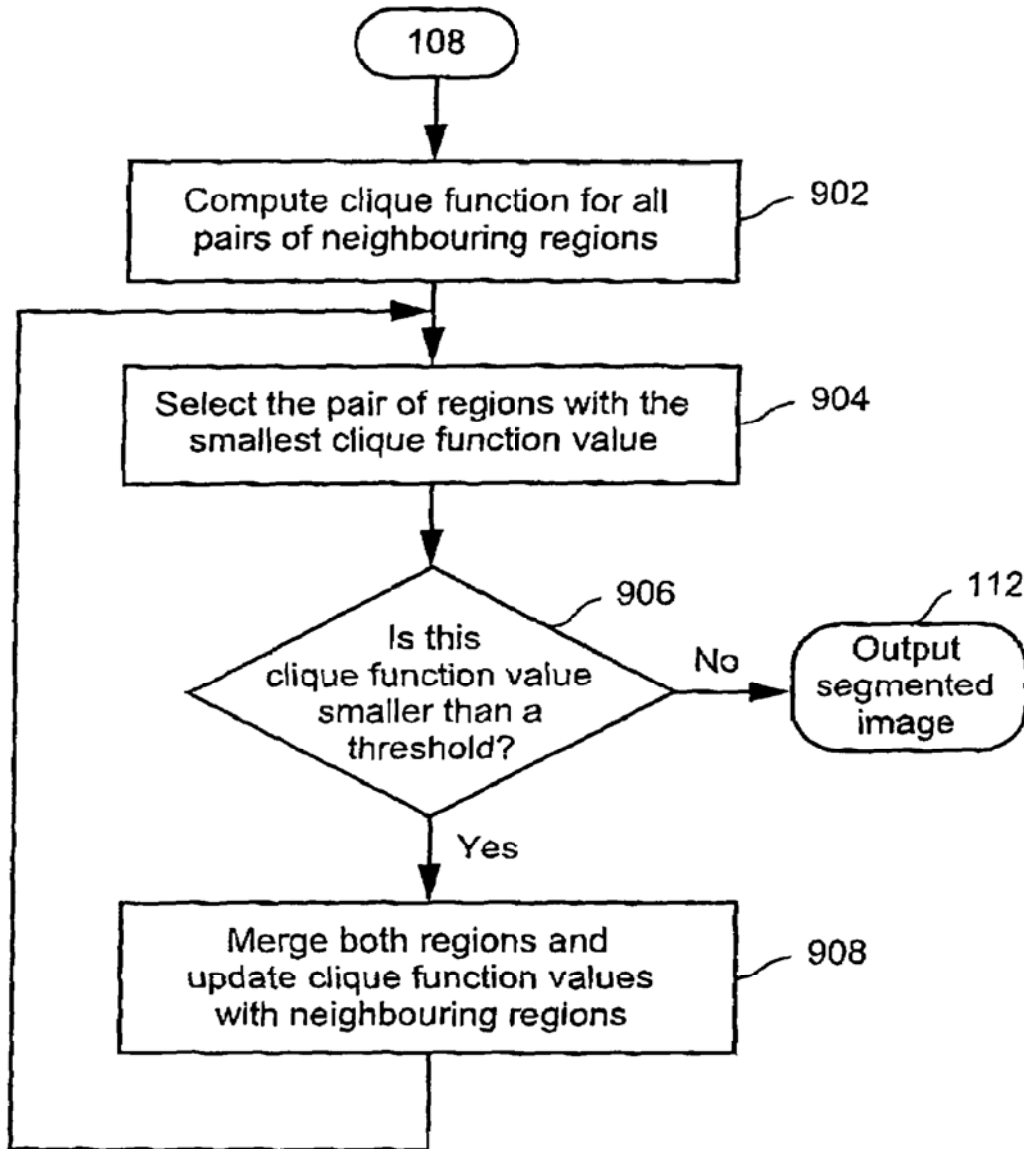 108
Compute clique function for all
pairs of neighbouring regions
902
Select the pair of regions with the
smallest clique function value
904
Is this
clique function value
smaller than a
threshold?
906
No
112
Output
segmented
image
Yes
Merge both regions and
update clique function values
with neighbouring regions
908